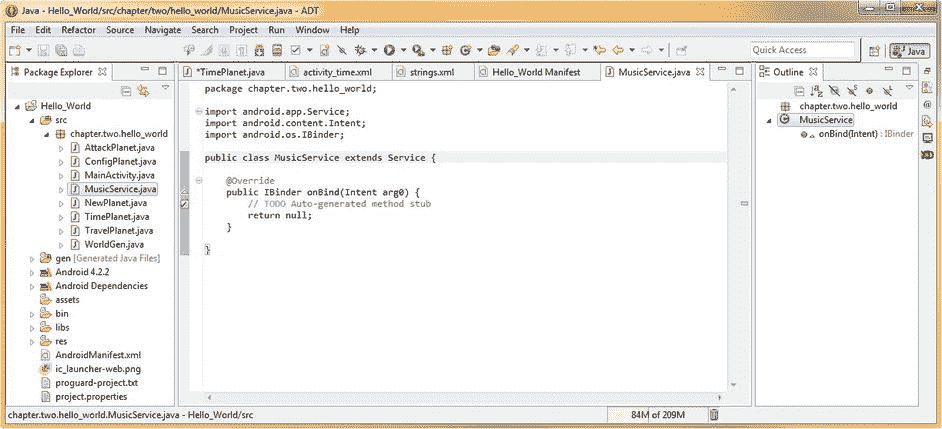 Java - Hello_World/src/chapter/two/hello_world/MusicService.java - ADT
File Edit Refactor Source Navigate Search Project Run Window Help
Quick Access
Java
Package Explorer
Hello_World
src
chapter.two.hello_world
AttackPlanet.java
ConfigPlanet.java
MainActivity.java
MusicService.java
NewPlanet.java
TimePlanet.java
TravelPlanet.java
WorldGen.java
gen [Generated Java Files]
Android 4.2.2
Android Dependencies
assets
bin
libs
res
AndroidManifest.xml
ic_launcher-web.png
proguard-project.txt
project.properties
*TimePlanet.java activity_time.xml strings.xml Hello_World Manifest MusicService.java
package chapter.two.hello_world;
import android.app.Service;
import android.content.Intent;
import android.os.IBinder;
public class MusicService extends Service {
@Override
public IBinder onBind(Intent arg0) {
// TODO Auto-generated method stub
return null;
}
}
Outline
chapter.two.hello_world
MusicService
onBind(Intent) : IBinder
chapter.two.hello_world.MusicService.java - Hello_World/src
84M of 209M